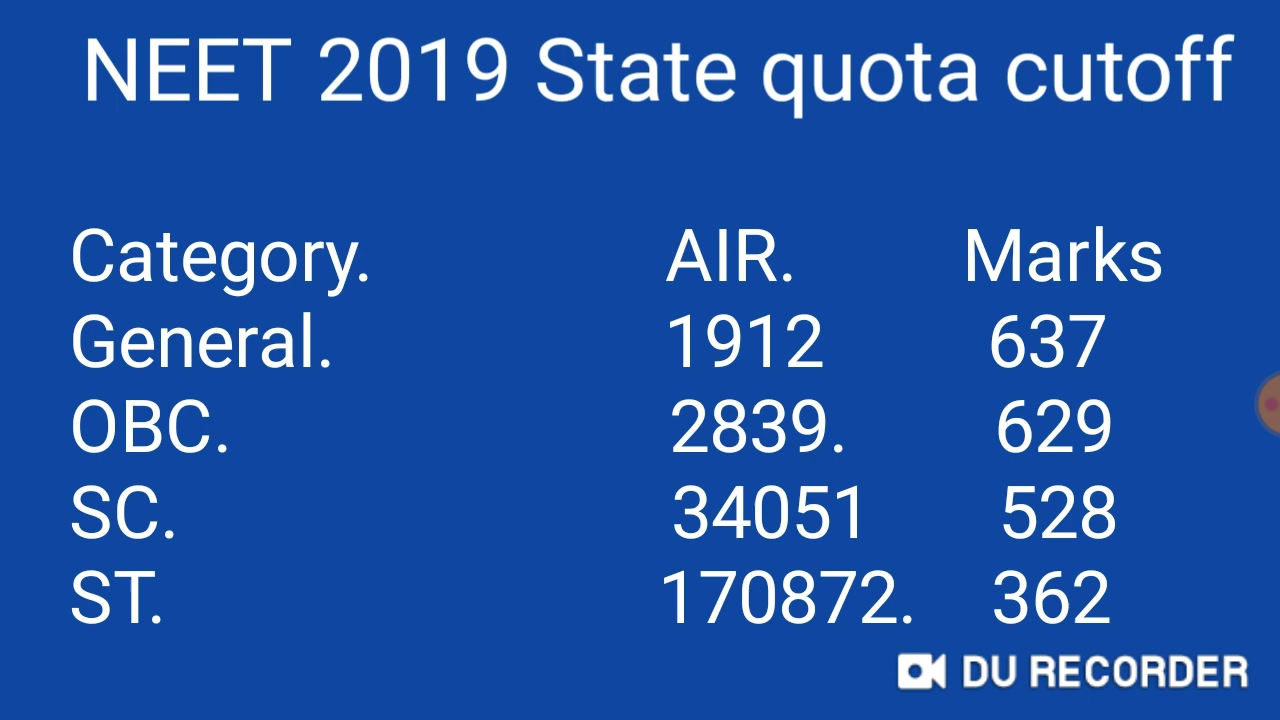 NEET 2019 State quota cutoff
Category. AIR. Marks
General. 1912 637
OBC. 2839. 629
SC. 34051 528
ST. 170872. 362
DU RECORDER